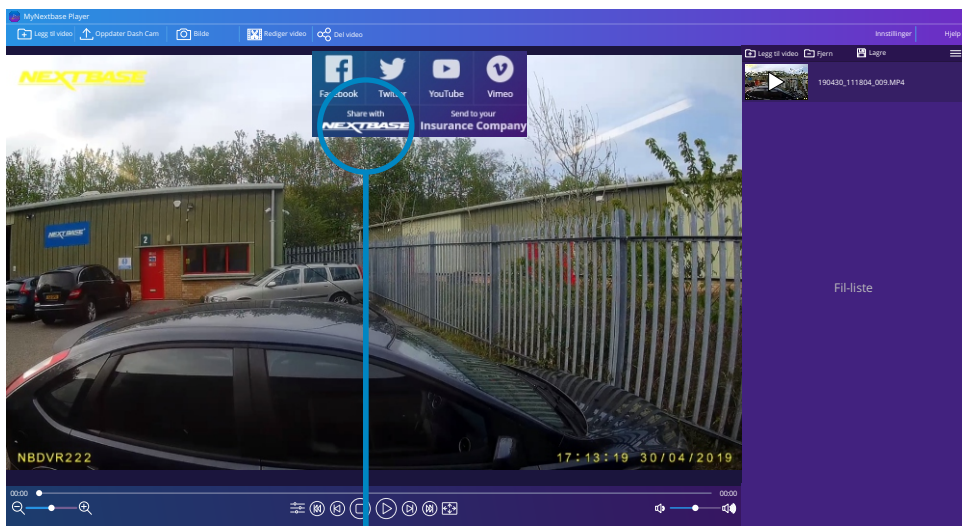 MyNextbase Player
Legg til video Oppdater Dash Cam Bilde Rediger video Del video Innstillinger Hjelp
Legg til video Fjern Lagre
NEXTBASE
Facebook Twitter YouTube Vimeo
Share with
NEXTBASE
Send to your
Insurance Company
190430_111804_009.MP4
NEXTBASE
2
Fil-liste
NBDVR222 17:13:19 30/04/2019
00:00 00:00